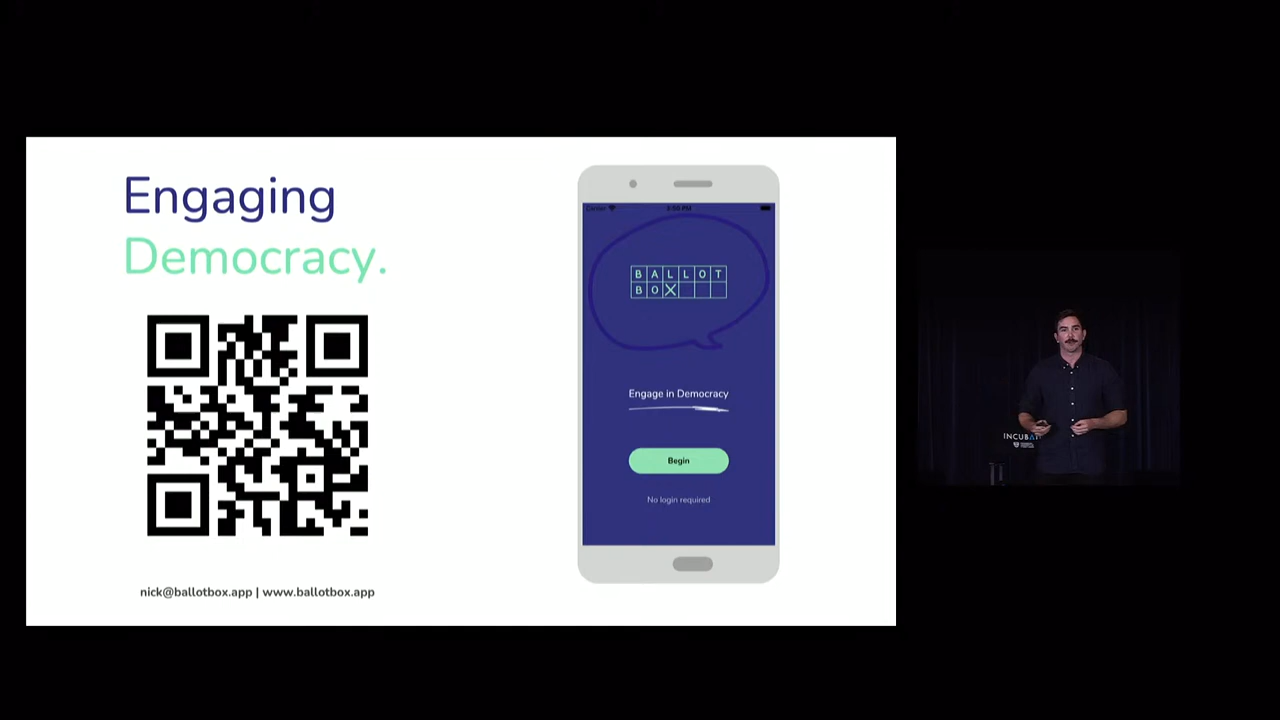 Engaging
Democracy.
nick@ballotbox.app | www.ballotbox.app
BALLOT
BOX
Engage in Democracy
Begin
No login required